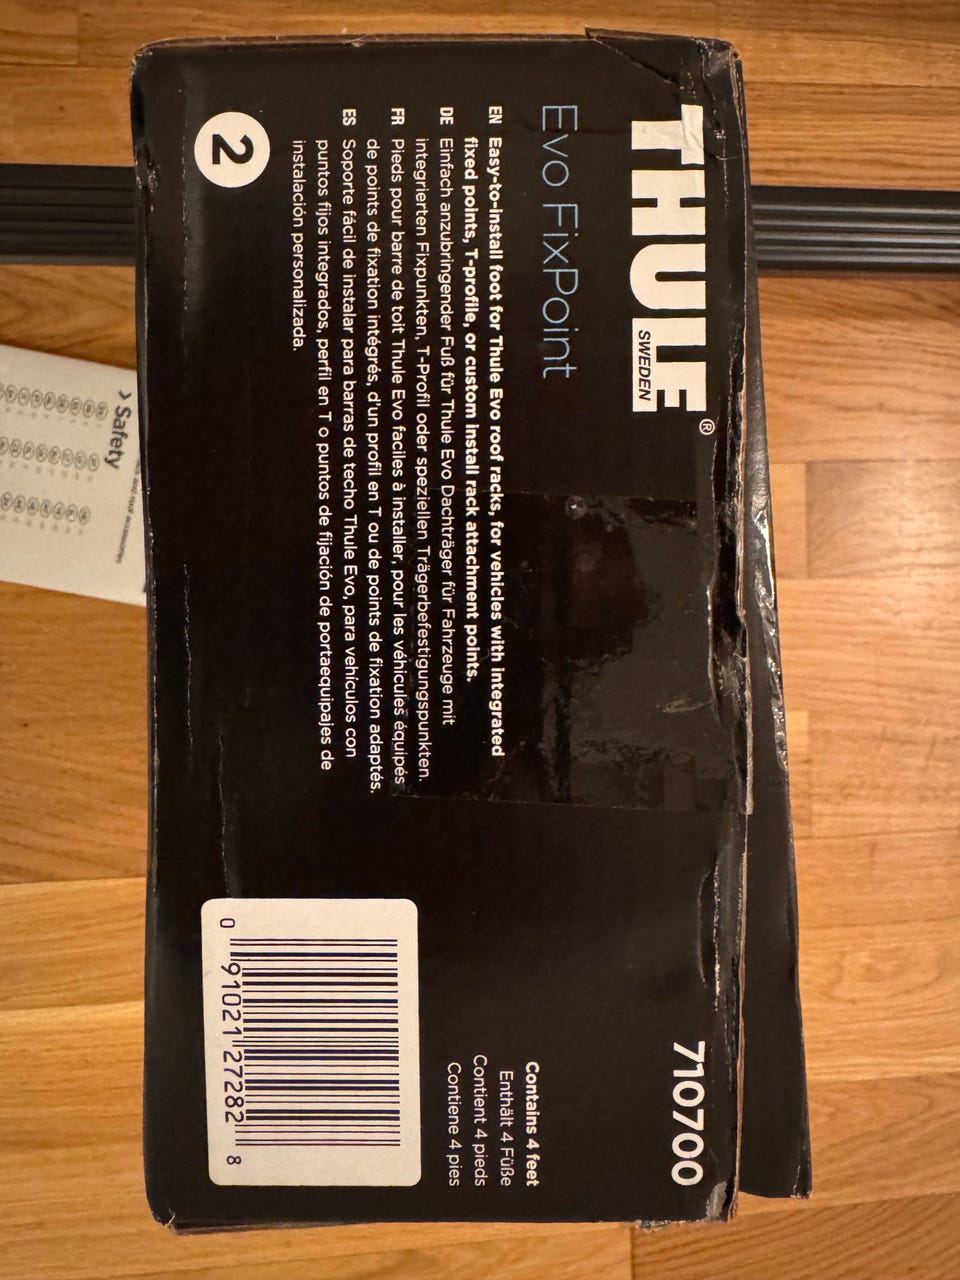 THULE®
SWEDEN
710700
Evo FixPoint
EN Easy-to-install foot for Thule Evo roof racks, for vehicles with integrated
fixed points, T-profile, or custom install rack attachment points.
DE Einfach anzubringender Fuß für Thule Evo Dachträger für Fahrzeuge mit
integrierten Fixpunkten, T-Profil oder speziellen Trägerbefestigungspunkten.
FR Pieds pour barre de toit Thule Evo faciles à installer, pour les véhicules équipés
de points de fixation intégrés, d'un profil en T ou de points de fixation adaptés.
ES Soporte fácil de instalar para barras de techo Thule Evo, para vehículos con
puntos fijos integrados, perfil en T o puntos de fijación de portaequipajes de
instalación personalizada.
Contains 4 feet
Enthält 4 Füße
Contient 4 pieds
Contiene 4 pies
2
0 91021 27282 8
› Safety